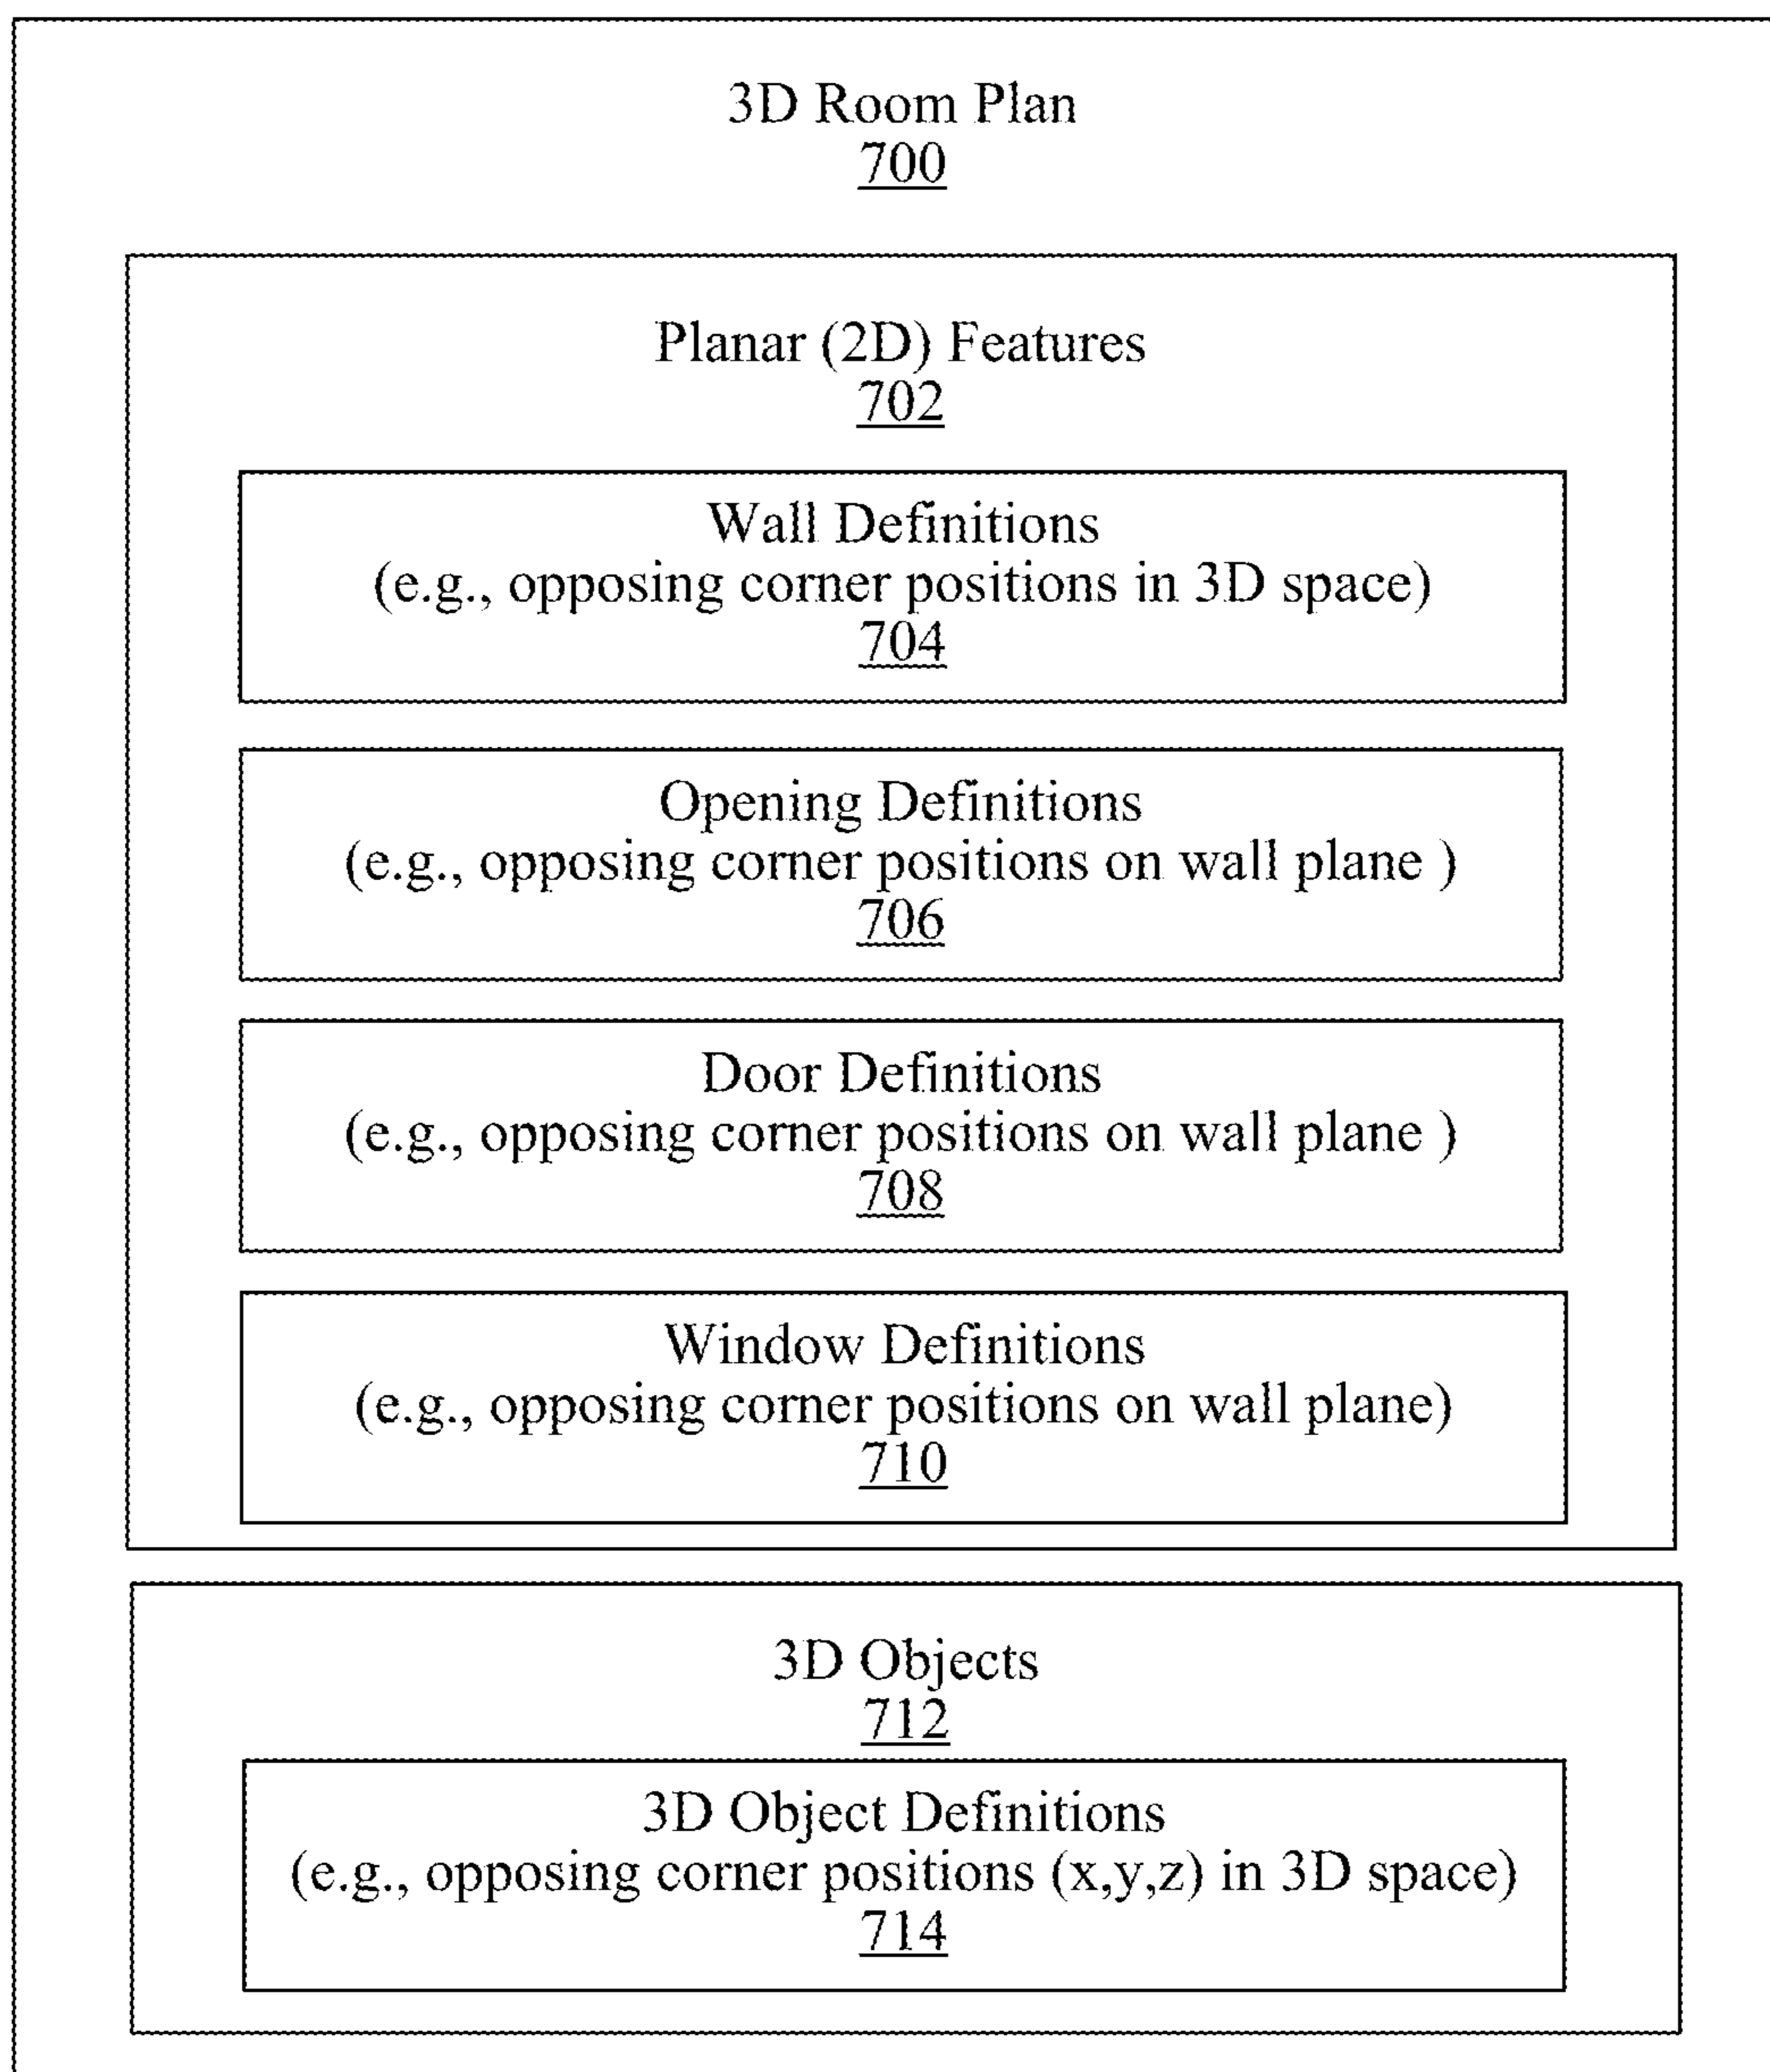 3D Room Plan
700
Planar (2D) Features
702
Wall Definitions
(e.g., opposing corner positions in 3D space)
704
Opening Definitions
(e.g., opposing corner positions on wall plane )
706
Door Definitions
(e.g., opposing corner positions on wall plane )
708
Window Definitions
(e.g., opposing corner positions on wall plane)
710
3D Objects
712
3D Object Definitions
(e.g., opposing corner positions (x,y,z) in 3D space)
714